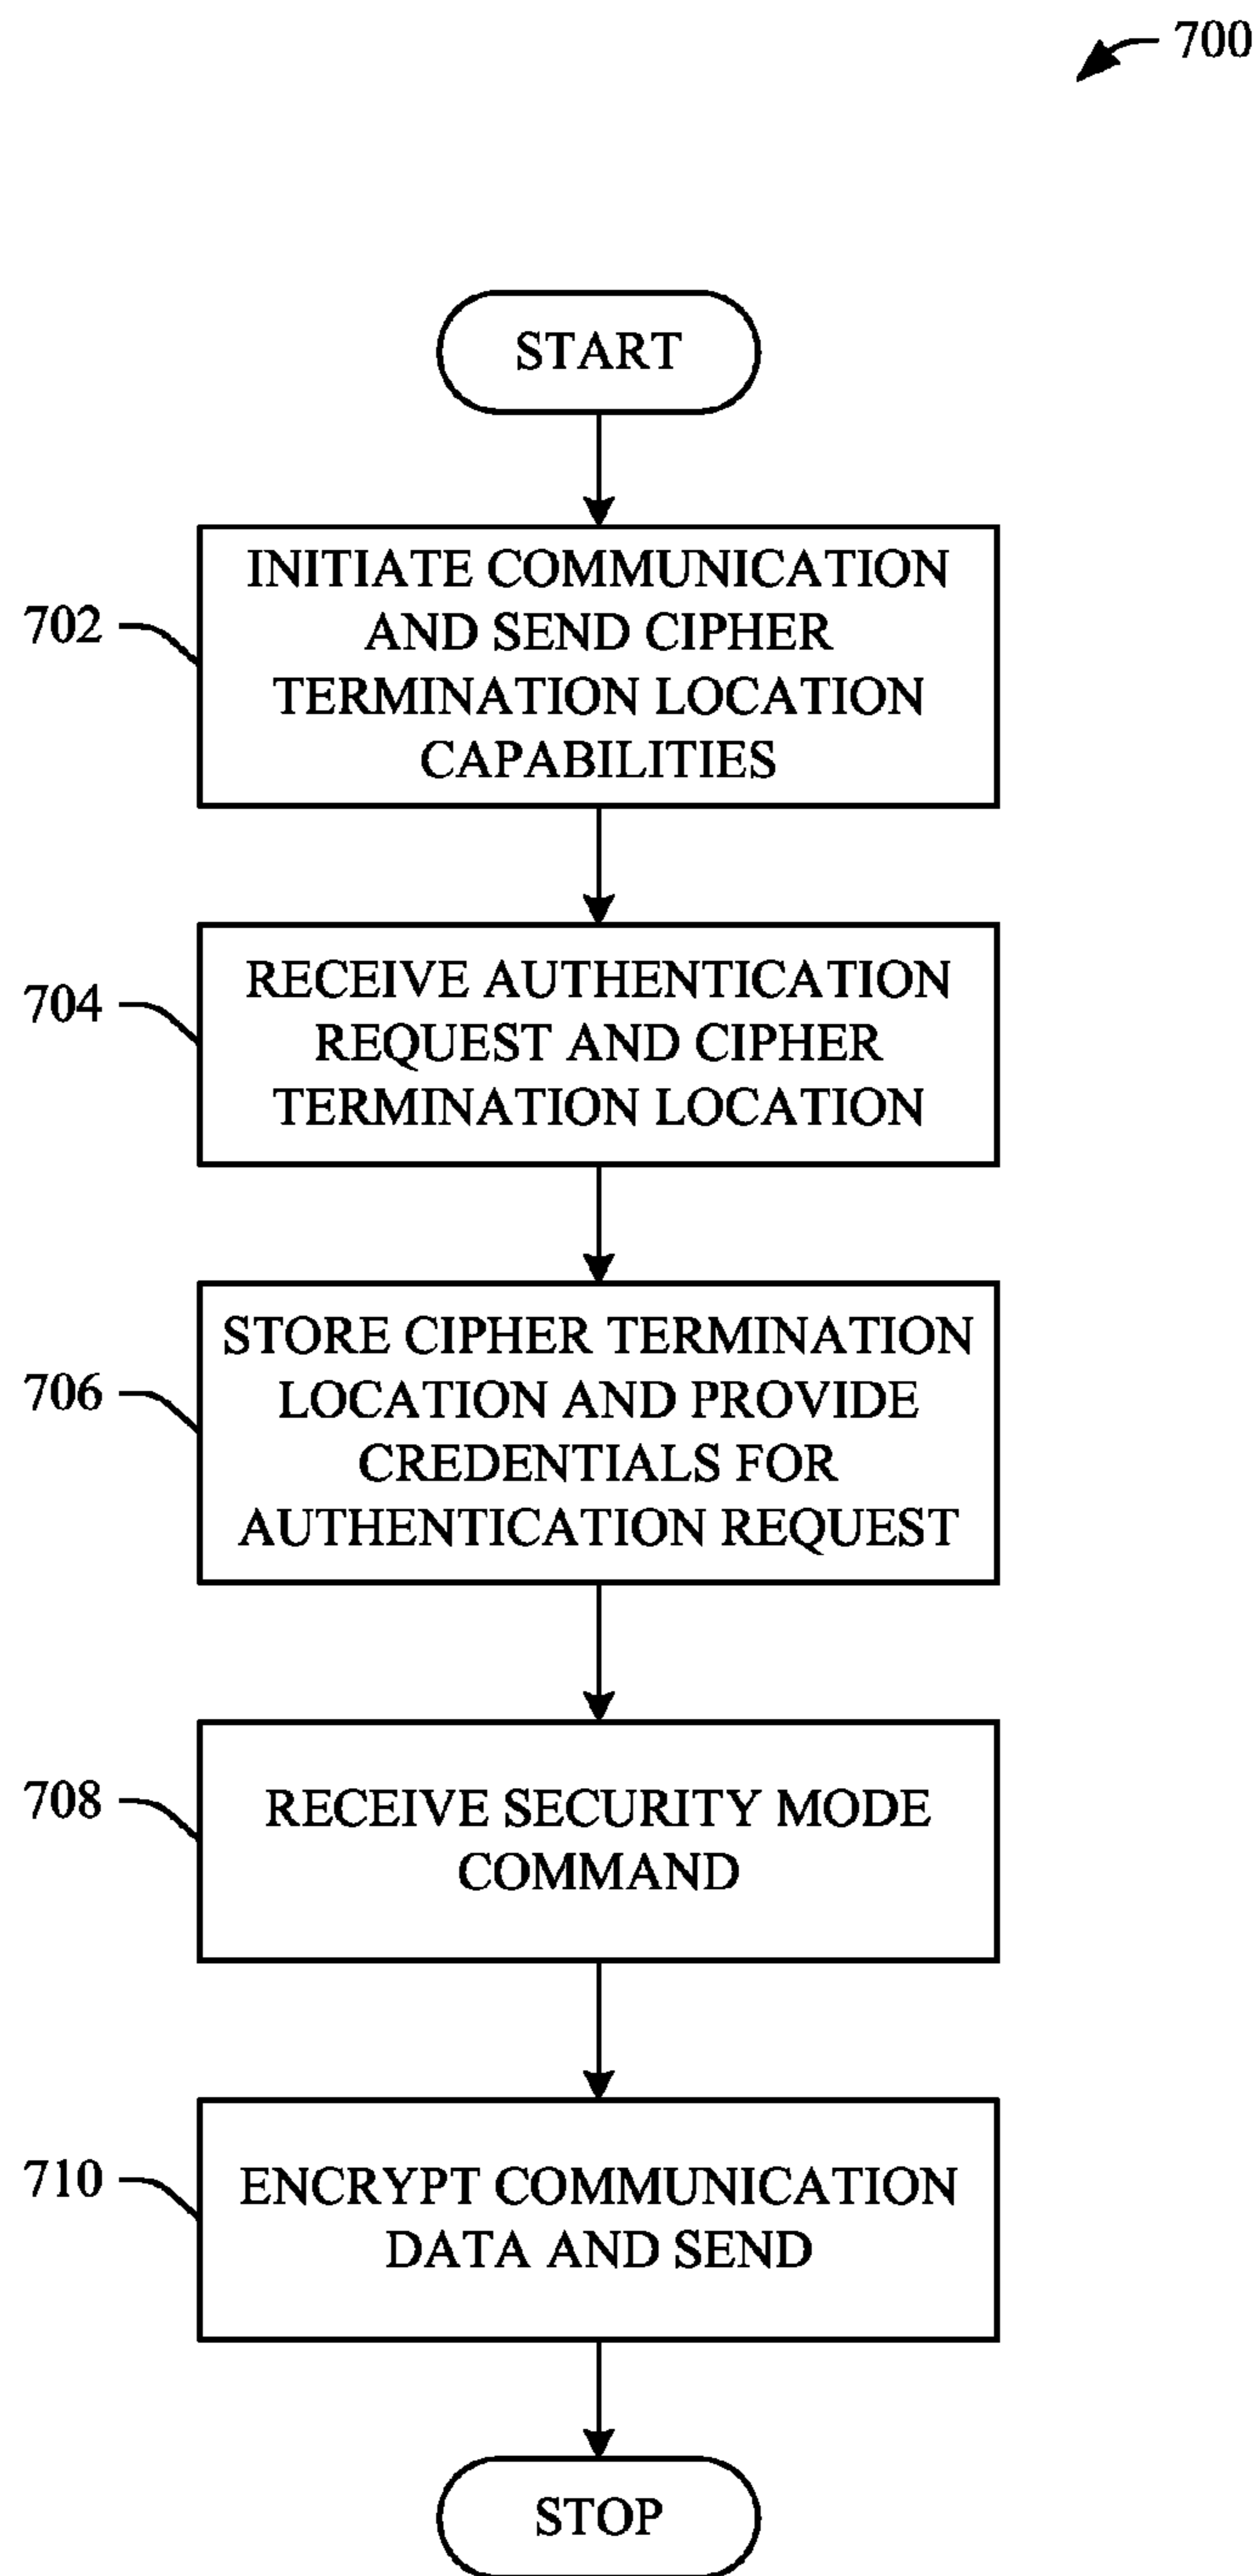 700
START
702
INITIATE COMMUNICATION
AND SEND CIPHER
TERMINATION LOCATION
CAPABILITIES
704
RECEIVE AUTHENTICATION
REQUEST AND CIPHER
TERMINATION LOCATION
706
STORE CIPHER TERMINATION
LOCATION AND PROVIDE
CREDENTIALS FOR
AUTHENTICATION REQUEST
708
RECEIVE SECURITY MODE
COMMAND
710
ENCRYPT COMMUNICATION
DATA AND SEND
STOP